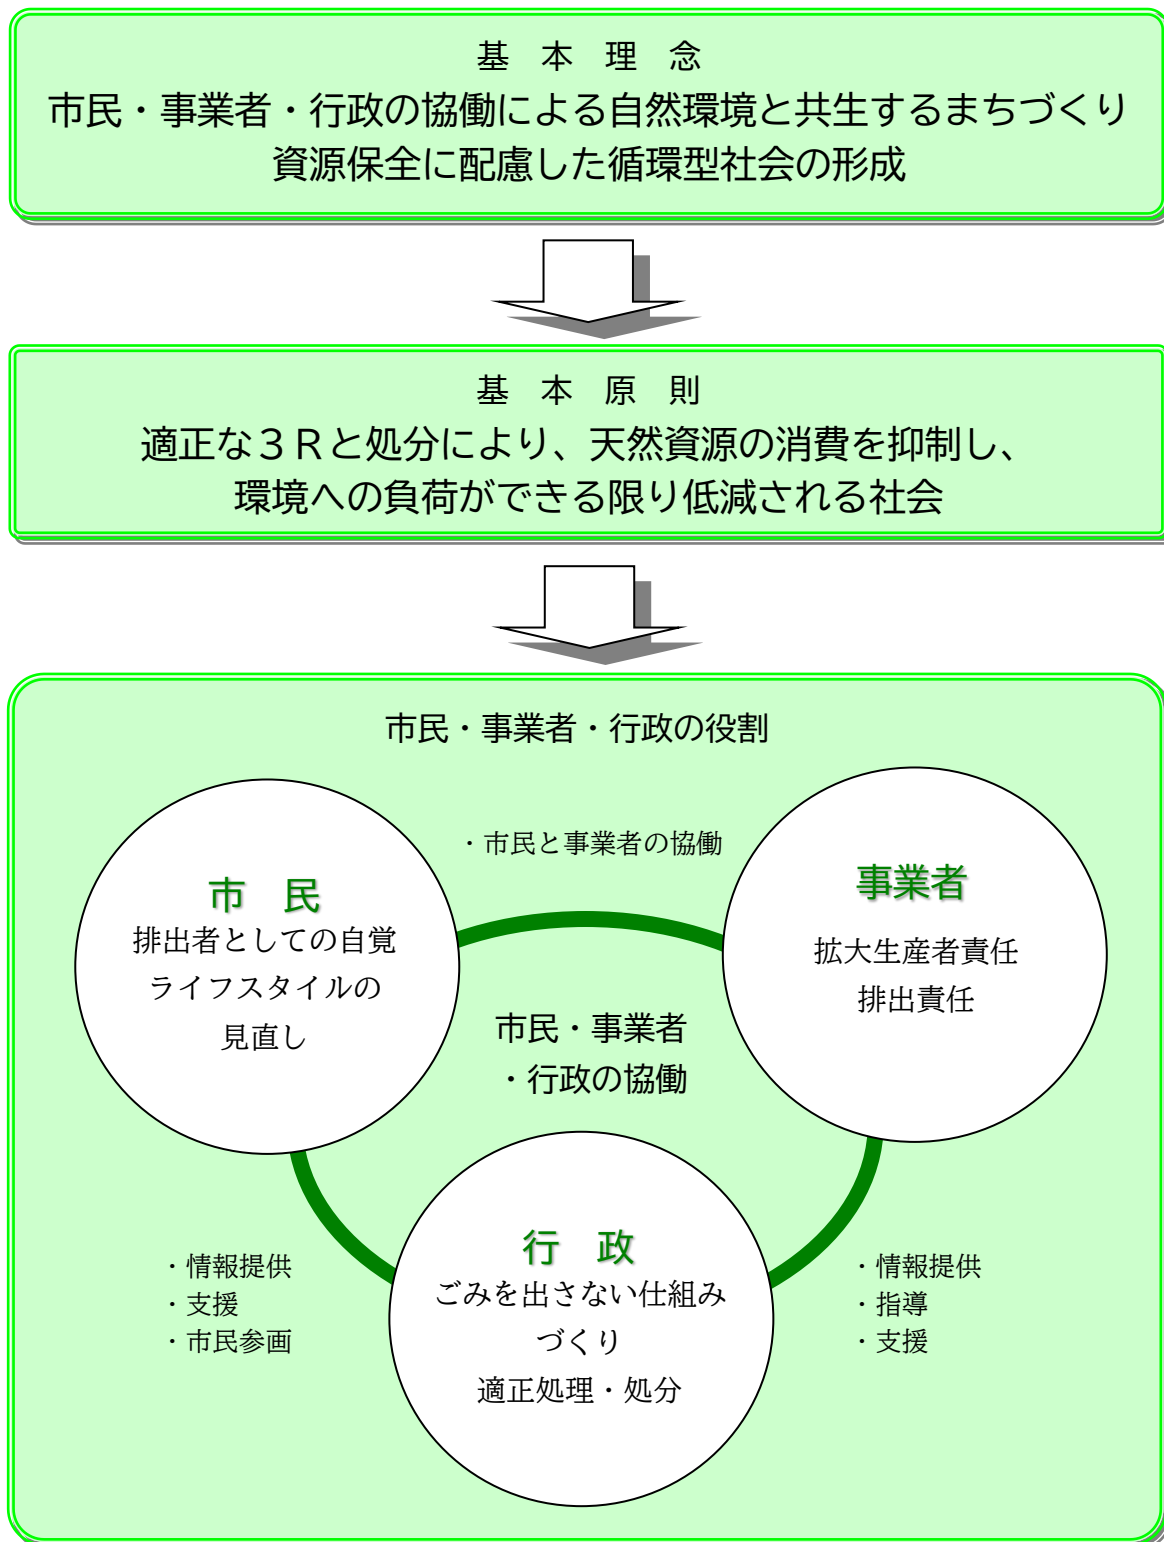 基　本　理　念
市民・事業者・行政の協働による自然環境と共生するまちづくり
資源保全に配慮した循環型社会の形成
基　本　原　則
適正な３Ｒと処分により、天然資源の消費を抑制し、
環境への負荷ができる限り低減される社会
市民・事業者・行政の役割
・市民と事業者の協働
市　民
排出者としての自覚
ライフスタイルの
見直し
事業者
拡大生産者責任
排出責任
市民・事業者
・行政の協働
行　政
ごみを出さない仕組み
づくり
適正処理・処分
・情報提供
・支援
・市民参画
・情報提供
・指導
・支援